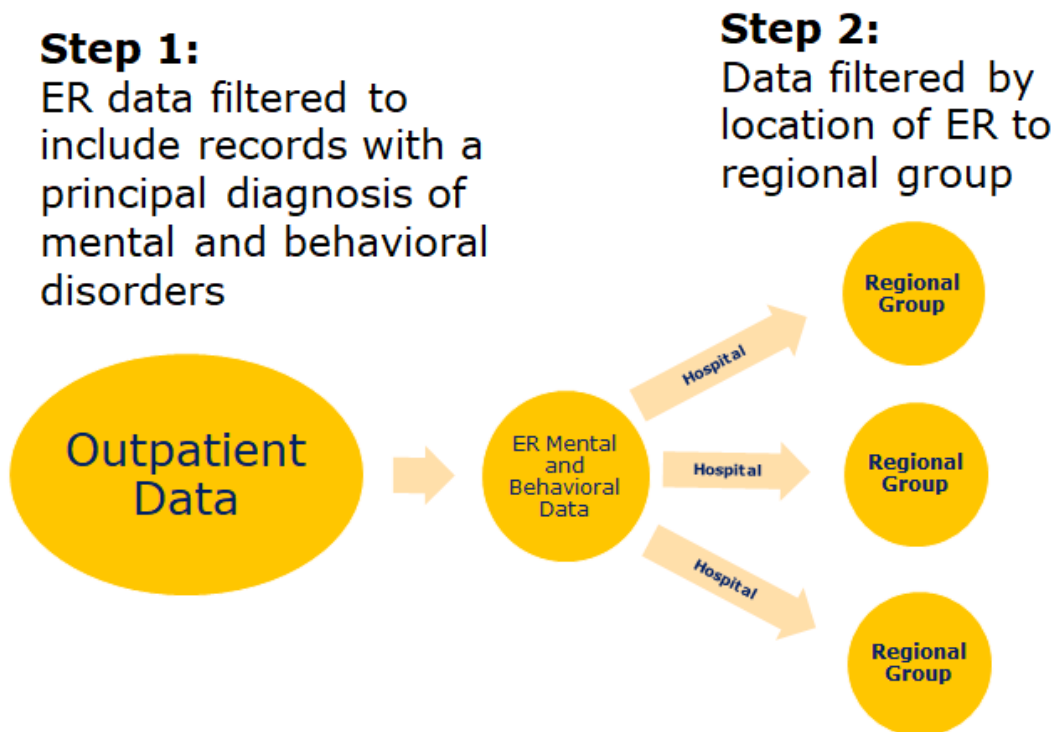 Step 1:
ER data filtered to
include records with a
principal diagnosis of
mental and behavioral
disorders
Step 2:
Data filtered by
location of ER to
regional group
Outpatient
Data
ER Mental
and
Behavioral
Data
Hospital
Hospital
Hospital
Regional
Group
Regional
Group
Regional
Group